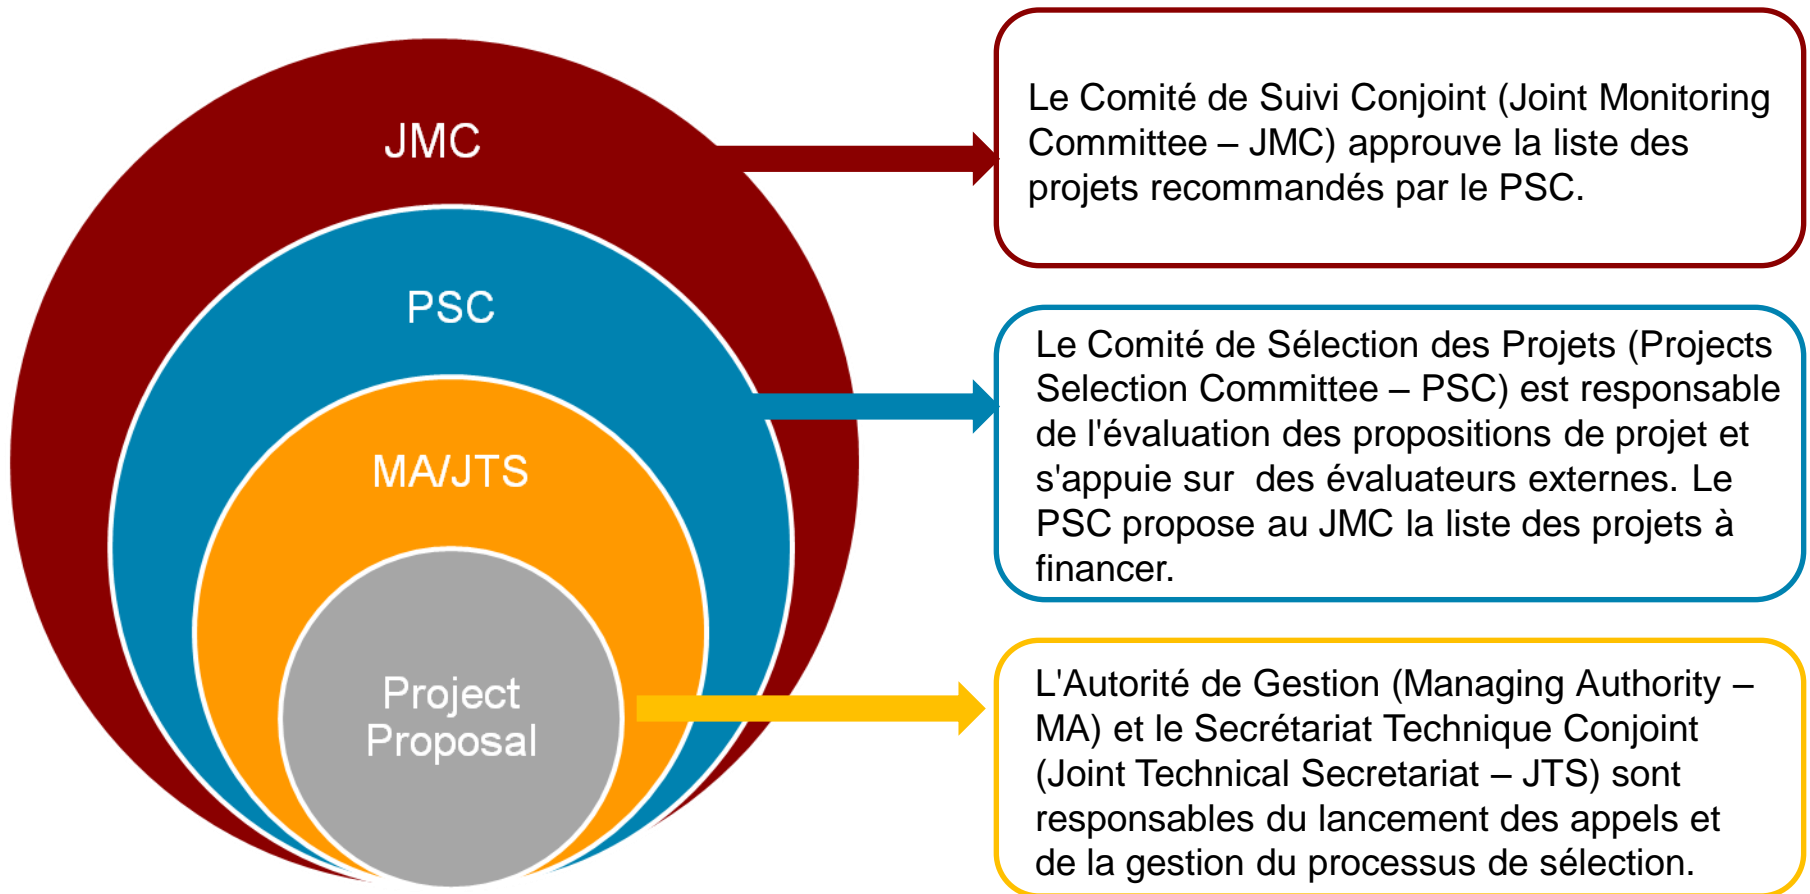 JMC
Le Comité de Suivi Conjoint (Joint Monitoring
Committee – JMC) approuve la liste des
projets recommandés par le PSC.
PSC
Le Comité de Sélection des Projets (Projects
Selection Committee – PSC) est responsable
de l'évaluation des propositions de projet et
s'appuie sur  des évaluateurs externes. Le
PSC propose au JMC la liste des projets à
financer.
MA/JTS
L'Autorité de Gestion (Managing Authority –
MA) et le Secrétariat Technique Conjoint
(Joint Technical Secretariat – JTS) sont
responsables du lancement des appels et
de la gestion du processus de sélection.
Project
Proposal